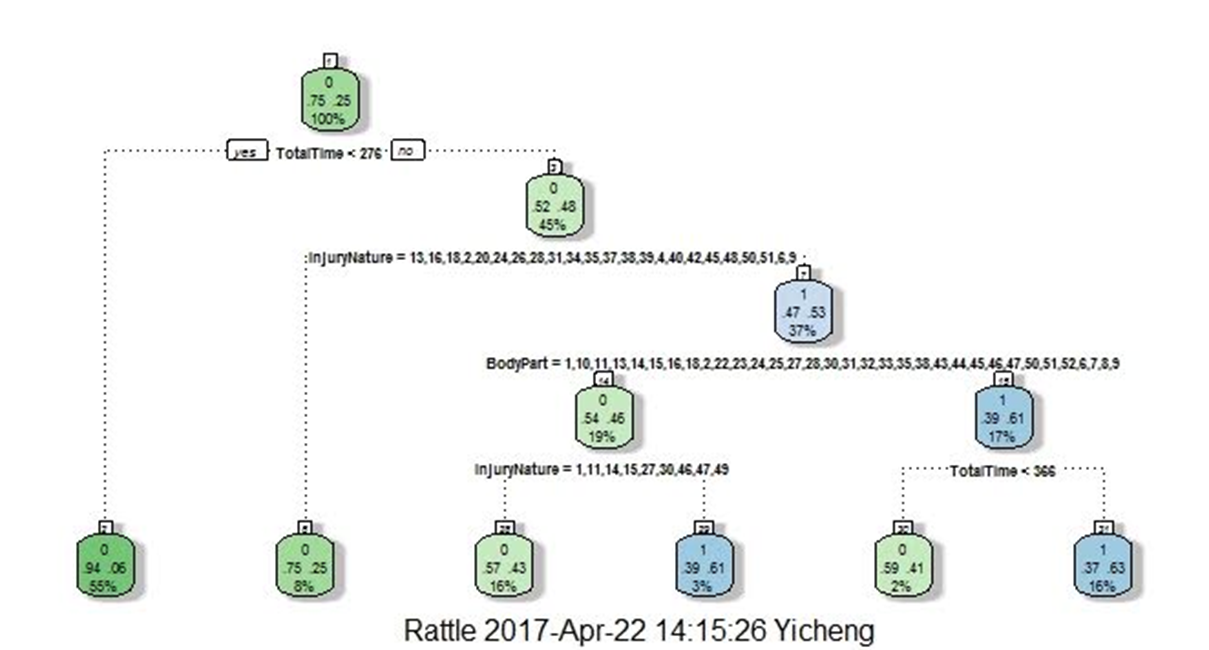 1
0
.75 .25
100%
yes TotalTime < 276 no
3
0
.52 .48
45%
InjuryNature = 13,16,18,2,20,24,26,28,31,34,35,37,38,39,4,40,42,45,48,50,51,6,9
7
1
.47 .53
37%
BodyPart = 1,10,11,13,14,15,16,18,2,22,23,24,25,27,28,30,31,32,33,35,38,43,44,45,46,47,50,51,52,6,7,8,9
14 15
0 1
.54 .46 .39 .61
19% 17%
InjuryNature = 1,11,14,15,27,30,46,47,49 TotalTime < 366
2 6 28 29 30 31
0 0 0 1 0 1
.94 .06 .75 .25 .57 .43 .39 .61 .59 .41 .37 .63
55% 8% 16% 3% 2% 16%
Rattle 2017-Apr-22 14:15:26 Yicheng